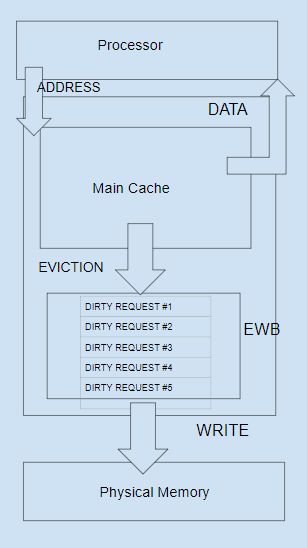 Processor
ADDRESS
DATA
Main Cache
EVICTION
DIRTY REQUEST #1
DIRTY REQUEST #2
EWB
DIRTY REQUEST #3
DIRTY REQUEST #4
DIRTY REQUEST #5
WRITE
Physical Memory